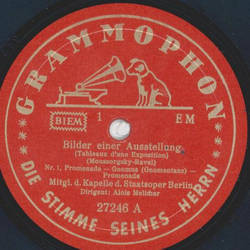 GRAMMOPHON
BIEM
1
EM
Bilder einer Ausstellung
(Tableaux d'une Exposition)
(Moussorgsky-Ravel)
Nr. 1, Promenade - Gnomus (Gnomentanz) -
Promenade
Mitgl. d. Kapelle d. Staatsoper Berlin
Dirigent: Alois Melichar
27246 A
DIE STIMME SEINES HERRN